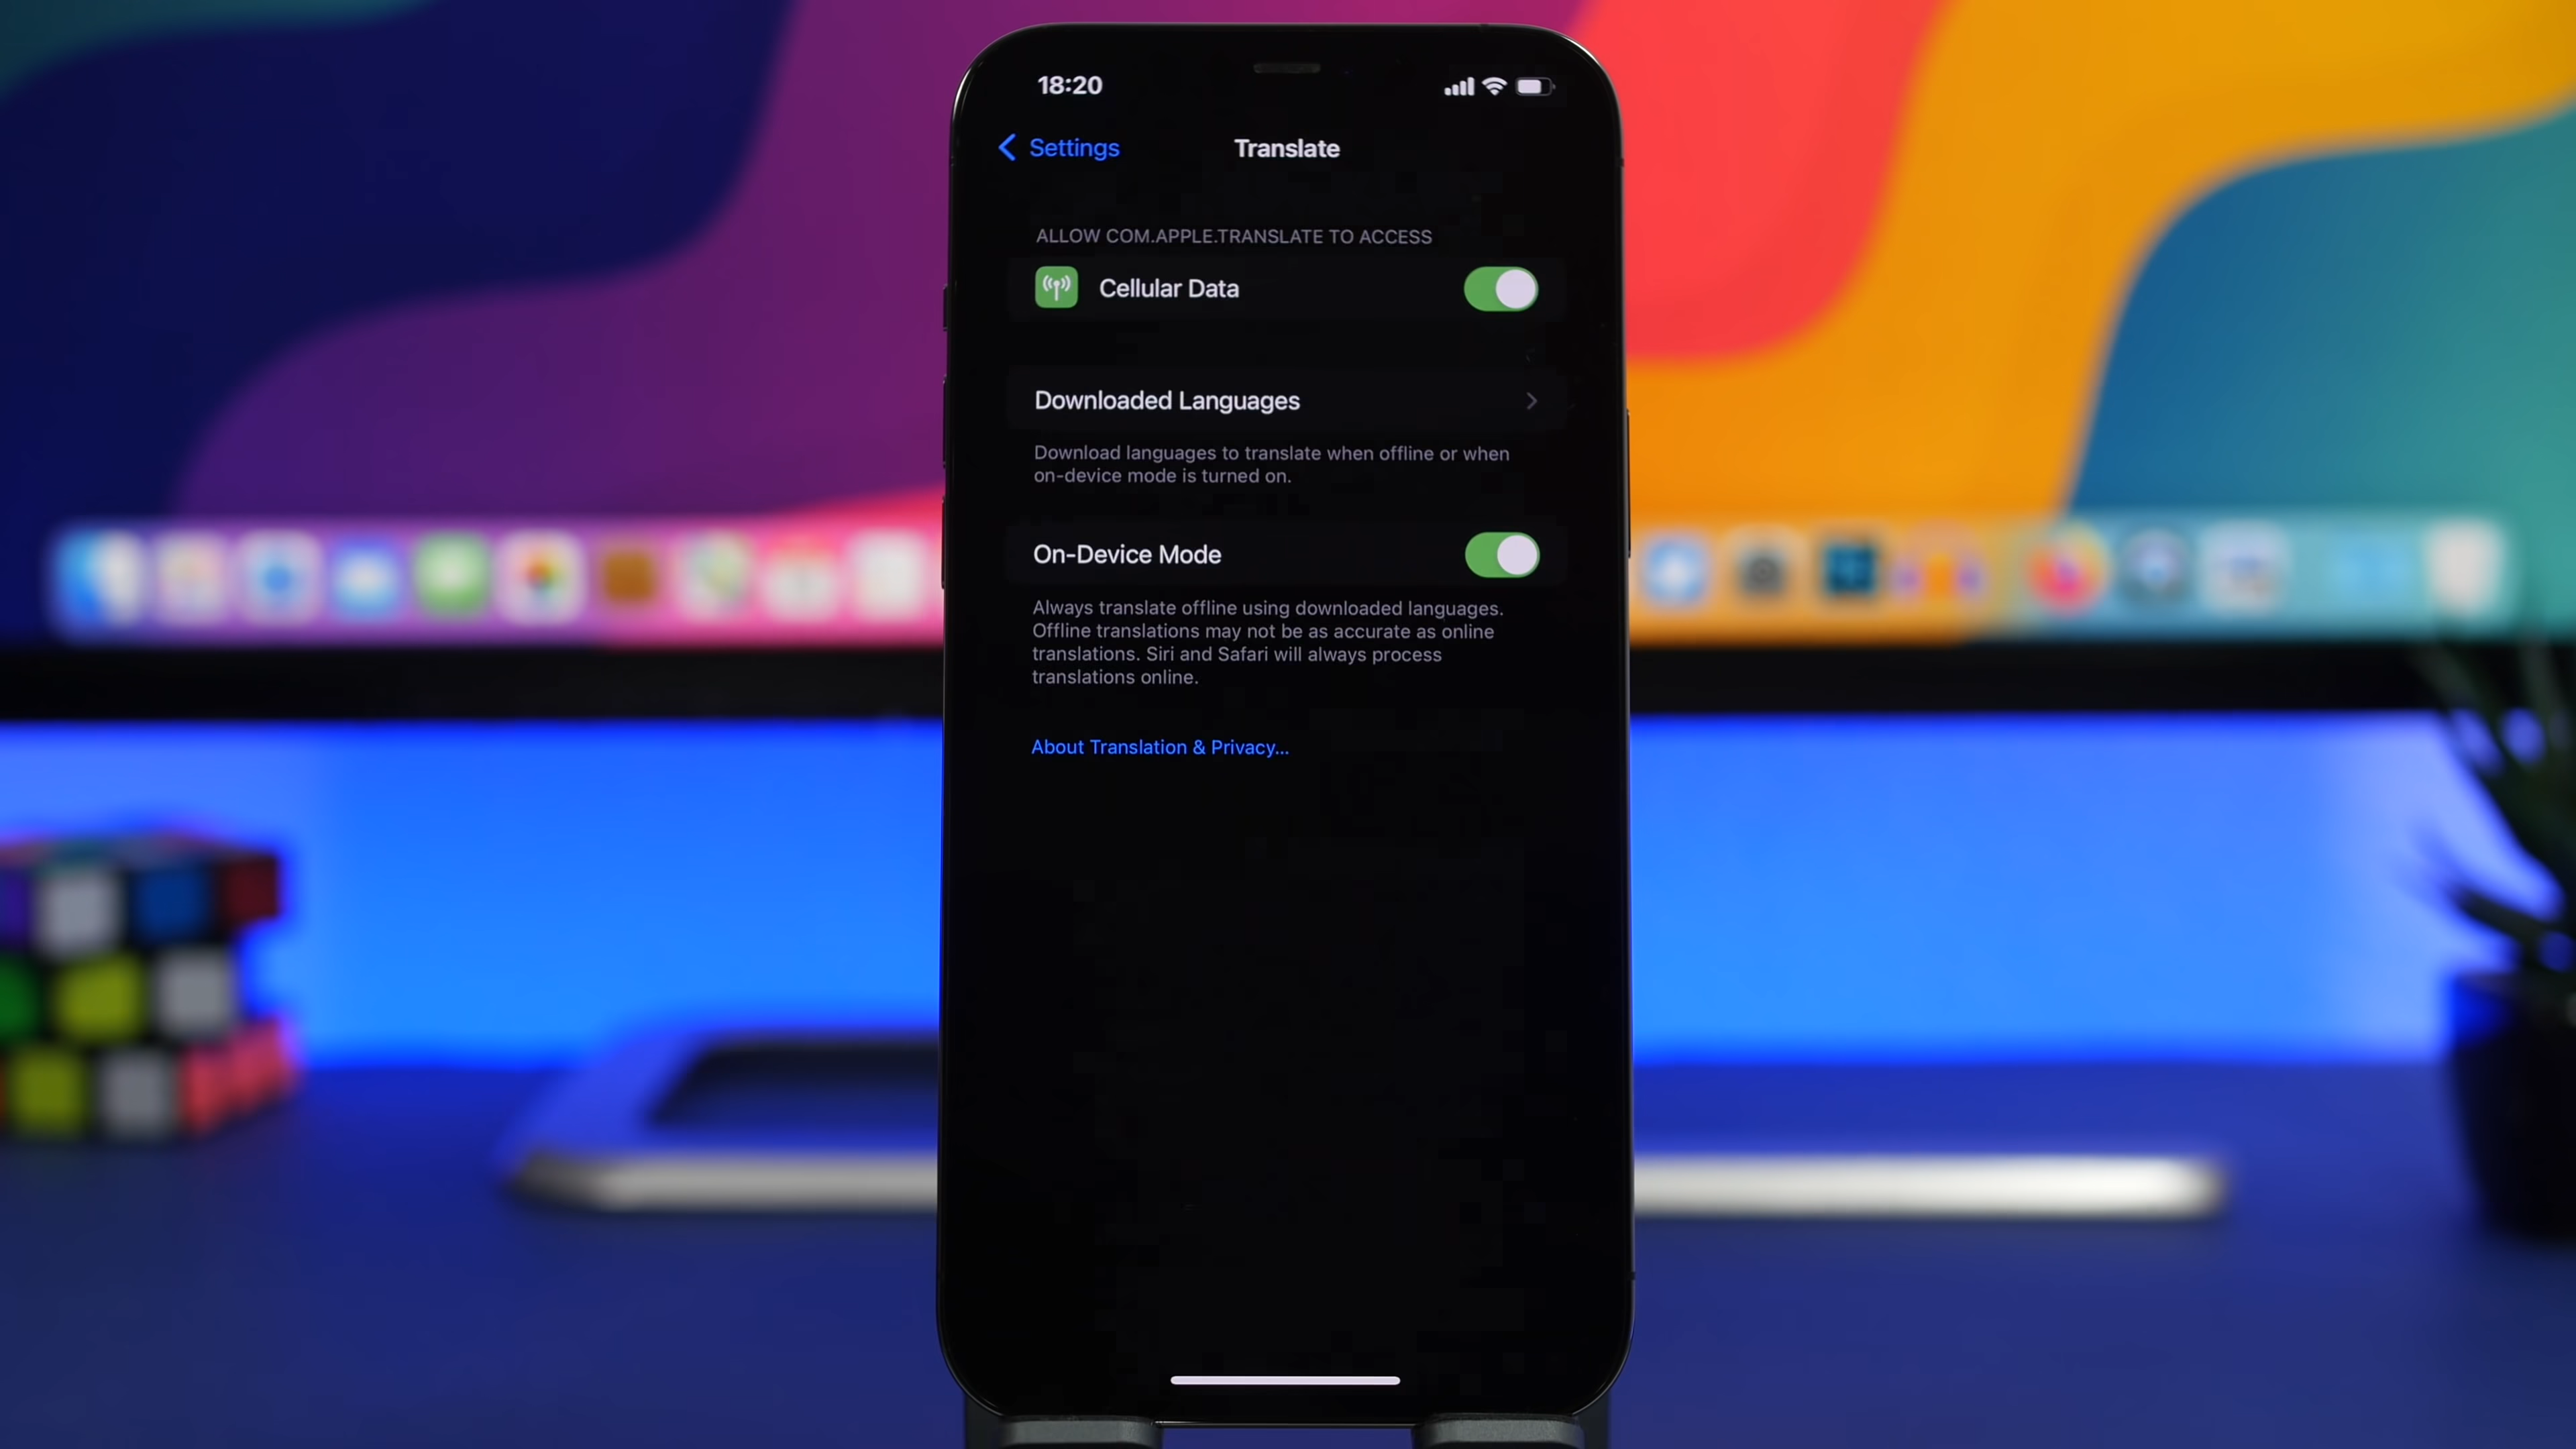 18:20
Settings
Translate
ALLOW COM.APPLE.TRANSLATE TO ACCESS
Cellular Data
Downloaded Languages
Download languages to translate when offline or when
on-device mode is turned on.
On-Device Mode
Always translate offline using downloaded languages.
Offline translations may not be as accurate as online
translations. Siri and Safari will always process
translations online.
About Translation & Privacy...